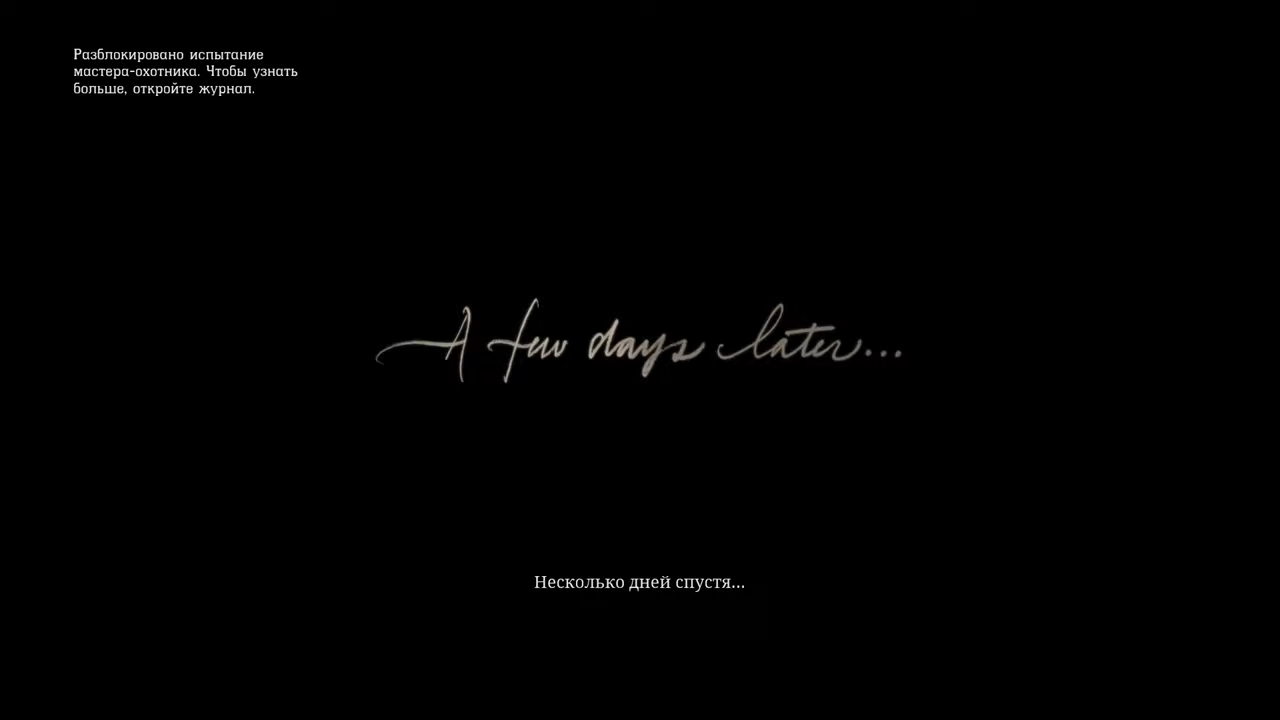 Разблокировано испытание
мастера-охотника. Чтобы узнать
больше, откройте журнал.
A few days later...
Несколько дней спустя...